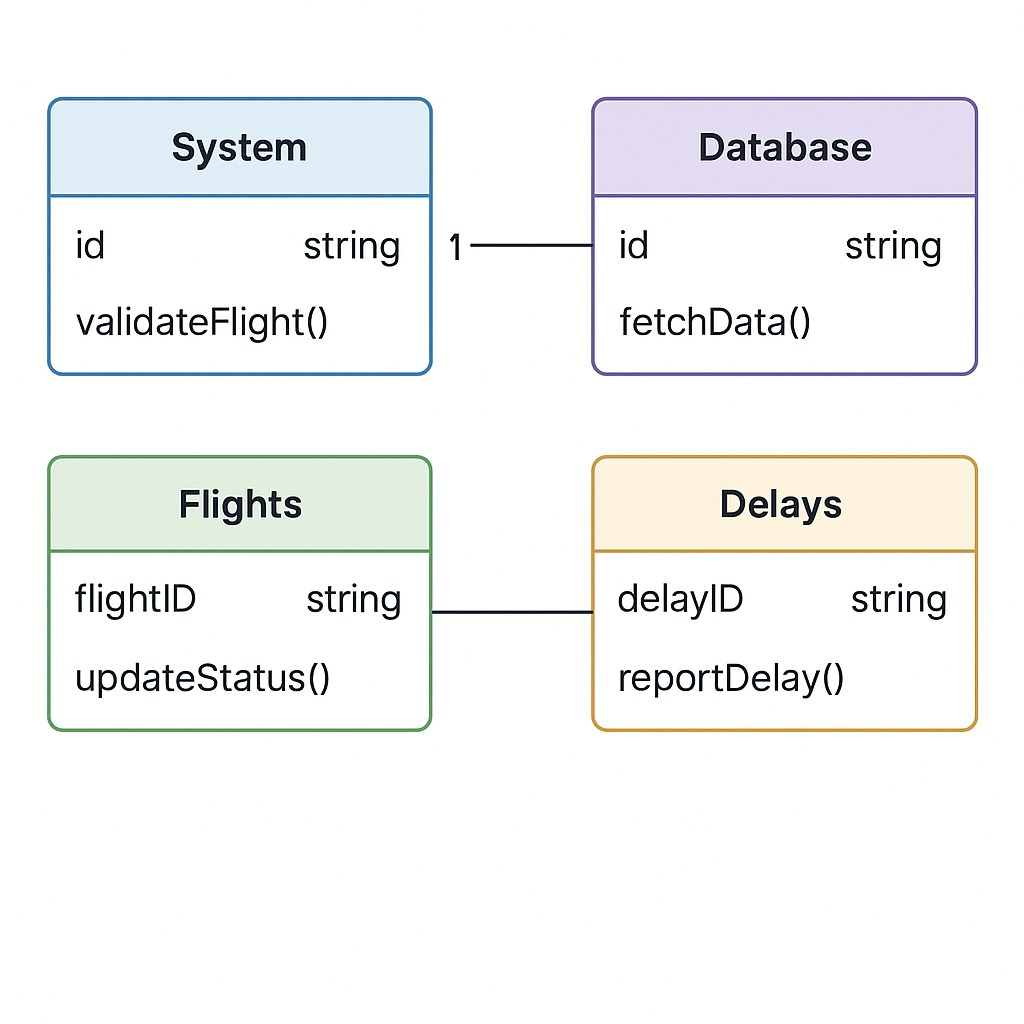 System
id string
validateFlight()
1
Database
id string
fetchData()
Flights
flightID string
updateStatus()
Delays
delayID string
reportDelay()